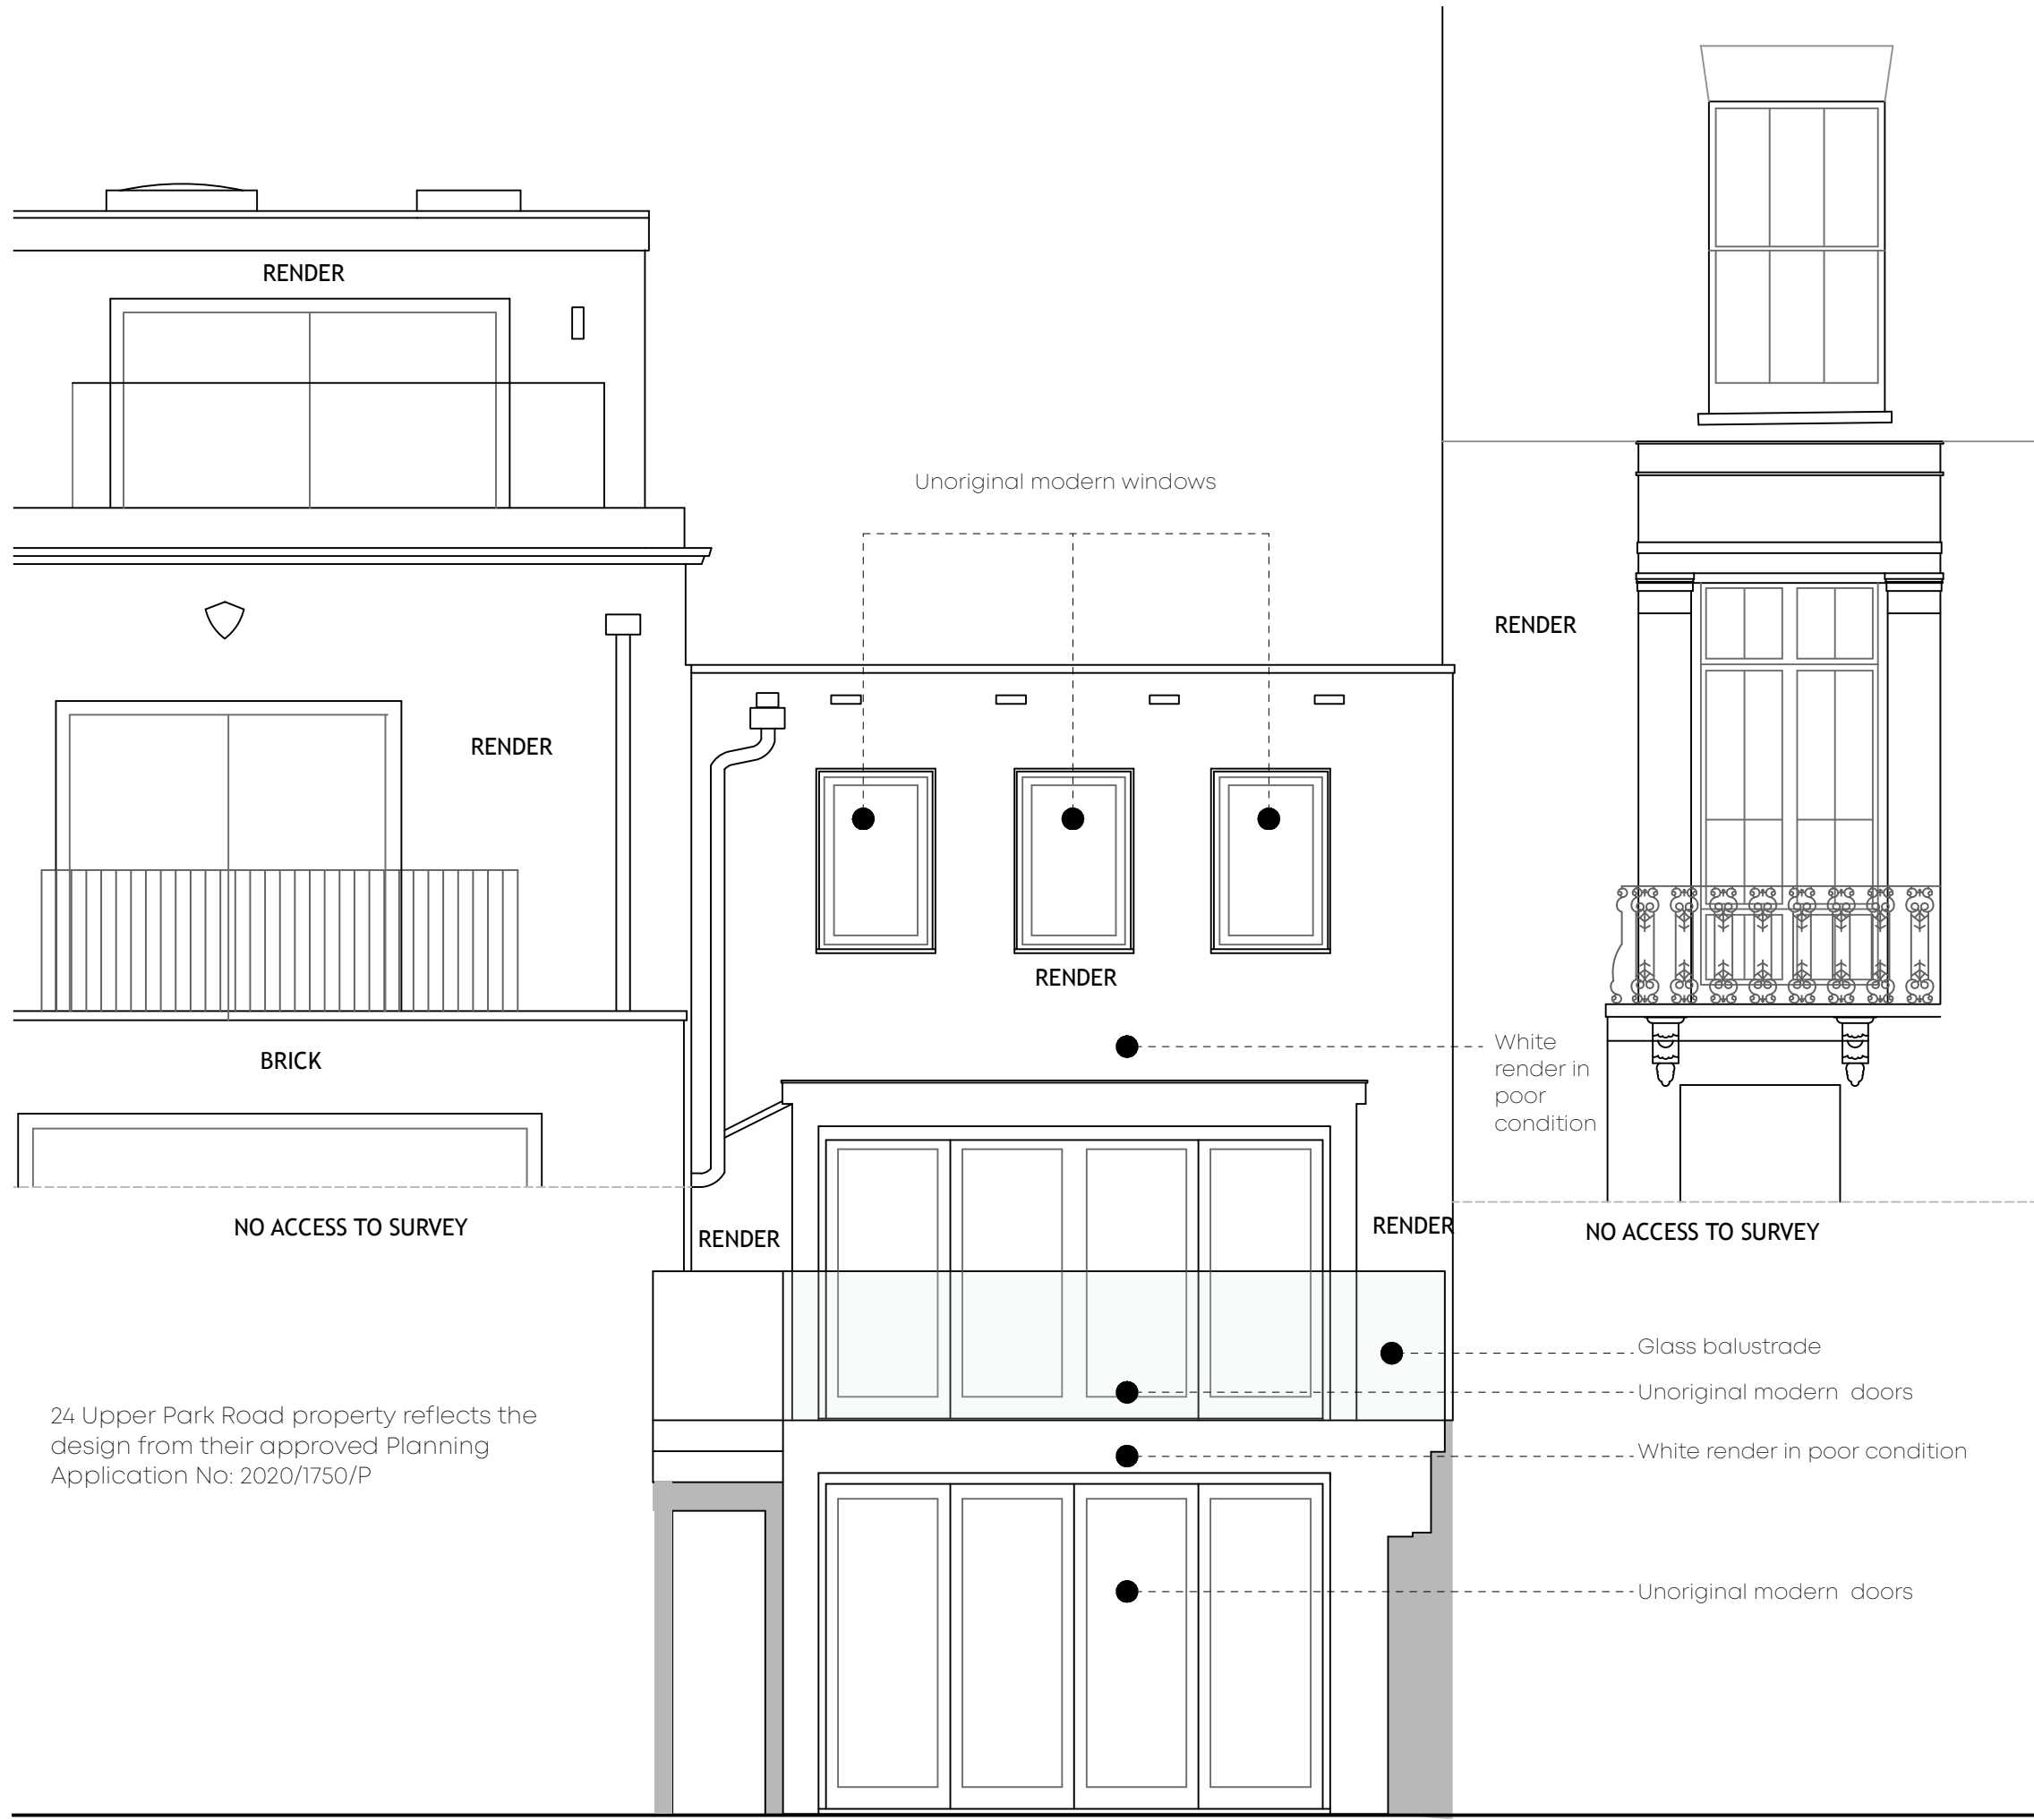 RENDER
Unoriginal modern windows
RENDER
RENDER
RENDER
White
render in
poor
condition
BRICK
NO ACCESS TO SURVEY
RENDER
RENDER
NO ACCESS TO SURVEY
Glass balustrade
Unoriginal modern doors
24 Upper Park Road property reflects the
design from their approved Planning
Application No: 2020/1750/P
White render in poor condition
Unoriginal modern doors